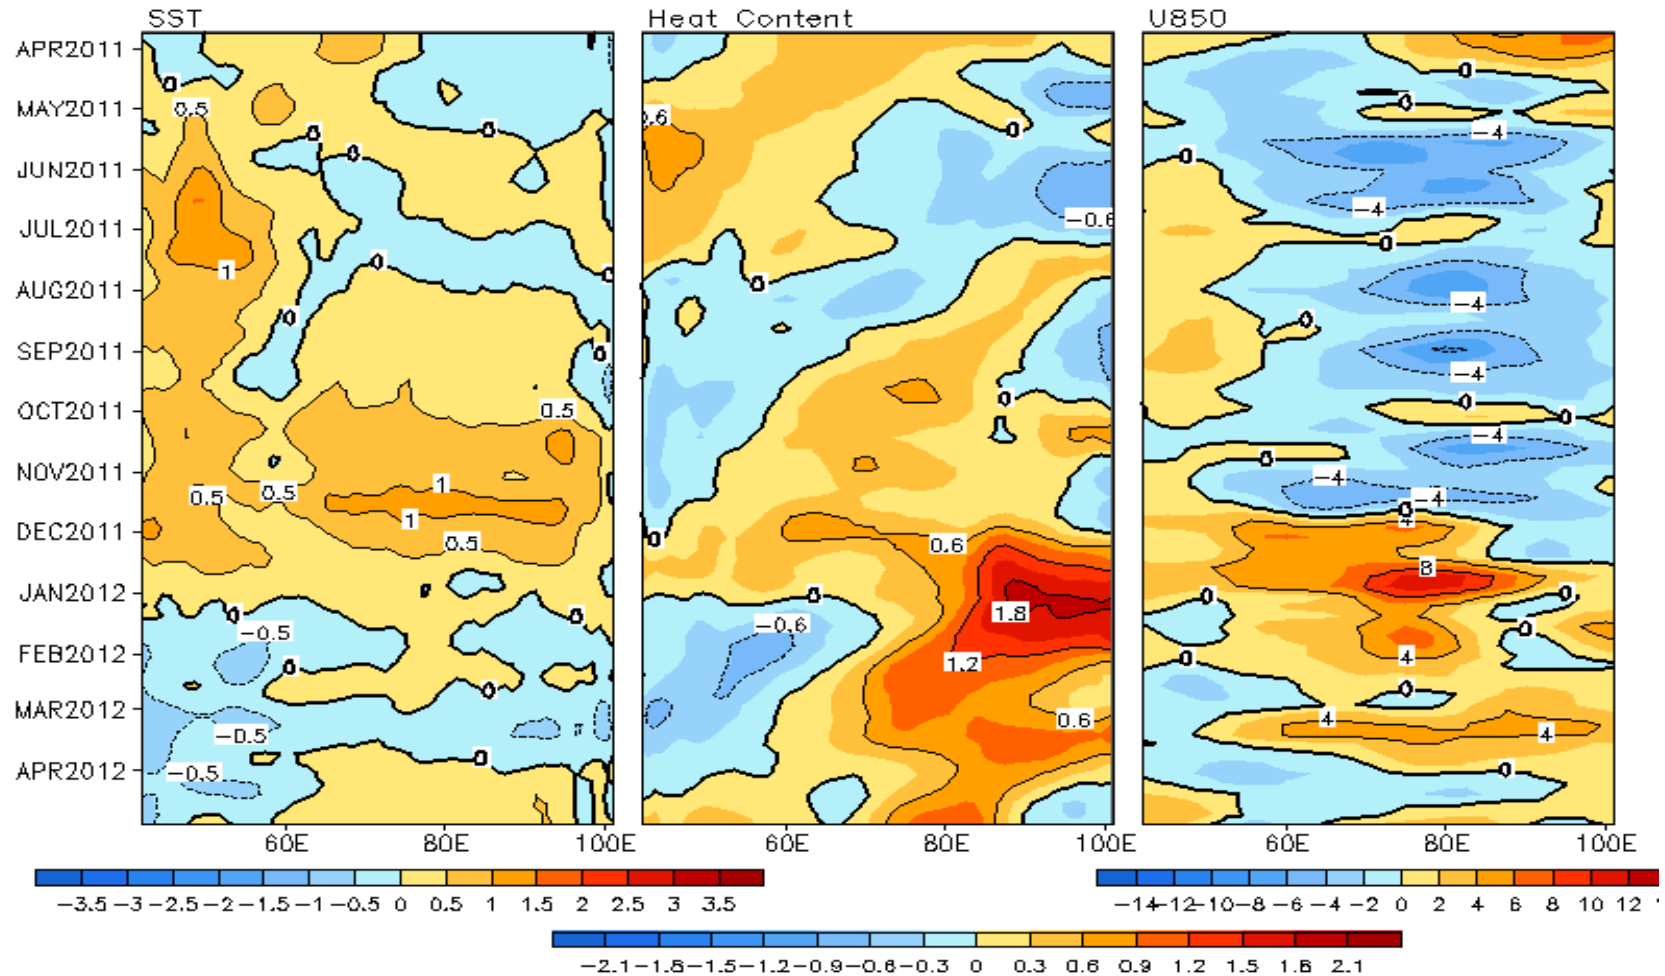 SST Heat Content U850
APR2011
MAY2011
JUN2011
JUL2011
AUG2011
SEP2011
OCT2011
NOV2011
DEC2011
JAN2012
FEB2012
MAR2012
APR2012
0 0.5 0 0 0 1 0 0 0 0.5 0.5 0.5 1 1 0.5 0 0 -0.5 0 0 -0.5 0 -0.5
0 -0.6 0 0 0 0.6 1.8 0 -0.6 1.2 0.6
0 0 -4 0 -4 0 -4 0 -4 0 0 -4 0 -4 -4 0 4 8 0 0 0 0 4 0 4 4 0
60E 80E 100E 60E 80E 100E 60E 80E 100E
-3.5 -3 -2.5 -2 -1.5 -1 -0.5 0 0.5 1 1.5 2 2.5 3 3.5
-14 -12 -10 -8 -6 -4 -2 0 2 4 6 8 10 12
-2.1 -1.8 -1.5 -1.2 -0.9 -0.6 -0.3 0 0.3 0.6 0.9 1.2 1.5 1.8 2.1